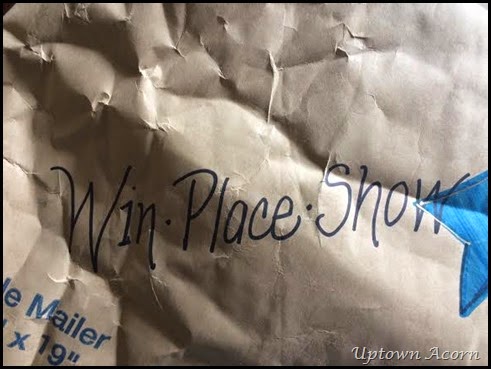 Win · Place · Show
le Mailer
x 19"
Uptown Acorn